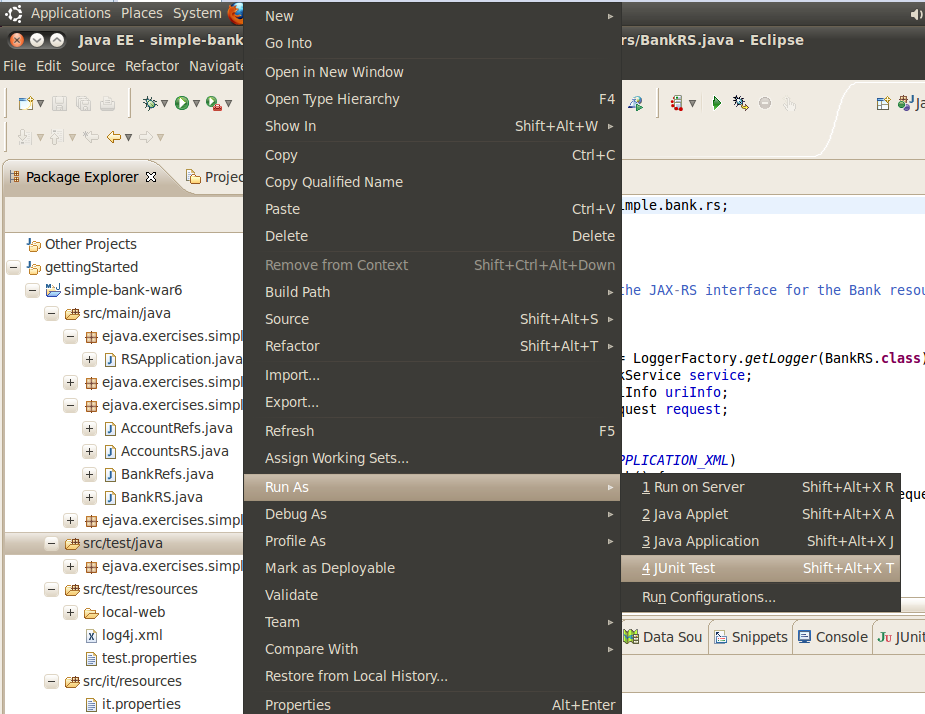 Applications Places System
Java EE - simple-bank
rs/BankRS.java - Eclipse
File Edit Source Refactor Navigate
Package Explorer
Projec
Other Projects
gettingStarted
simple-bank-war6
src/main/java
ejava.exercises.simpl
RSApplication.java
ejava.exercises.simpl
ejava.exercises.simpl
AccountRefs.java
AccountsRS.java
BankRefs.java
BankRS.java
ejava.exercises.simpl
src/test/java
ejava.exercises.simpl
src/test/resources
local-web
log4j.xml
test.properties
src/it/resources
it.properties
New
Go Into
Open in New Window
Open Type Hierarchy F4
Show In Shift+Alt+W
Copy Ctrl+C
Copy Qualified Name
Paste Ctrl+V
Delete Delete
Remove from Context Shift+Ctrl+Alt+Down
Build Path
Source Shift+Alt+S
Refactor Shift+Alt+T
Import...
Export...
Refresh F5
Assign Working Sets...
Run As
Debug As
Profile As
Mark as Deployable
Validate
Team
Compare With
Restore from Local History...
Properties Alt+Enter
1 Run on Server Shift+Alt+X R
2 Java Applet Shift+Alt+X A
3 Java Application Shift+Alt+X J
4 JUnit Test Shift+Alt+X T
Run Configurations...
imple.bank.rs;
the JAX-RS interface for the Bank resou
= LoggerFactory.getLogger(BankRS.class)
kService service;
iInfo uriInfo;
quest request;
PPLICATION_XML)
eque
Data Sou
Snippets
Console
Ju JUnit